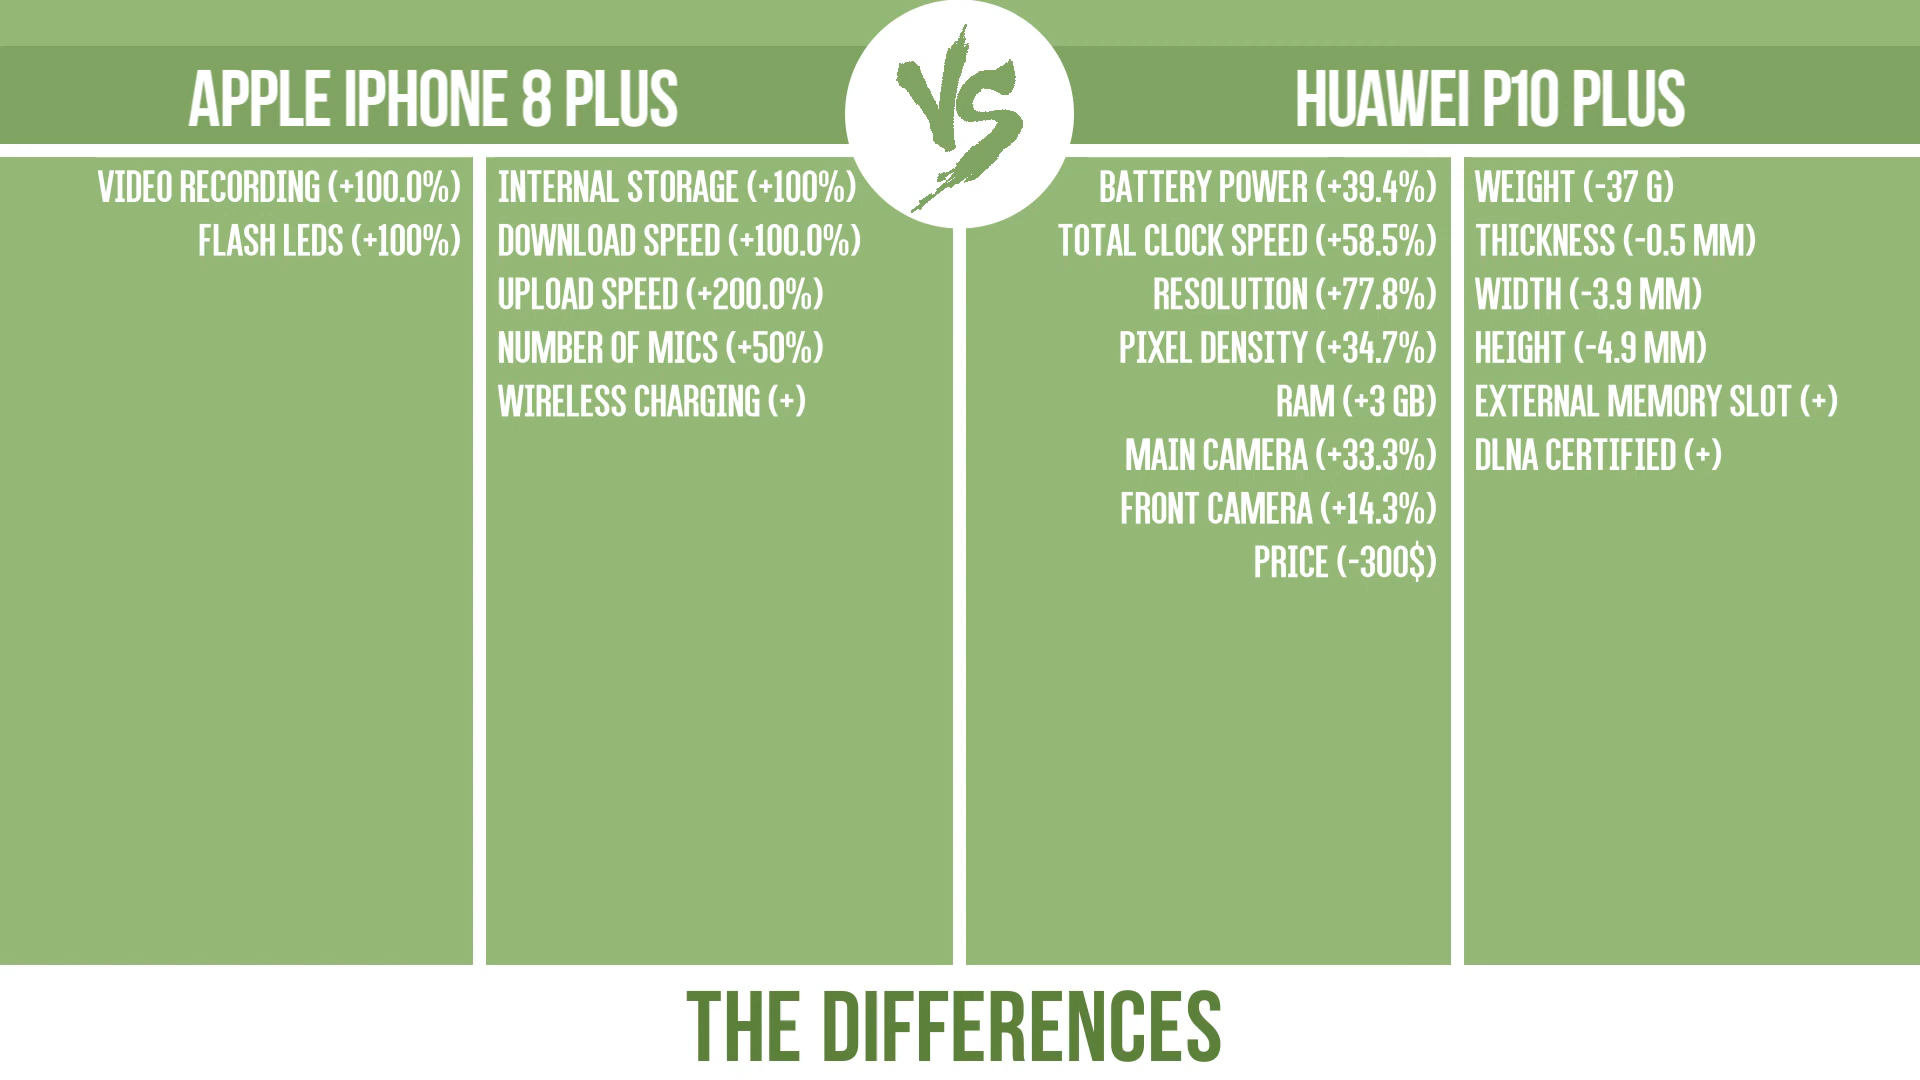 APPLE IPHONE 8 PLUS
VS
HUAWEI P10 PLUS
VIDEO RECORDING (+100.0%)
FLASH LEDS (+100%)
INTERNAL STORAGE (+100%)
DOWNLOAD SPEED (+100.0%)
UPLOAD SPEED (+200.0%)
NUMBER OF MICS (+50%)
WIRELESS CHARGING (+)
BATTERY POWER (+39.4%)
TOTAL CLOCK SPEED (+58.5%)
RESOLUTION (+77.8%)
PIXEL DENSITY (+34.7%)
RAM (+3 GB)
MAIN CAMERA (+33.3%)
FRONT CAMERA (+14.3%)
PRICE (-300$)
WEIGHT (-37 G)
THICKNESS (-0.5 MM)
WIDTH (-3.9 MM)
HEIGHT (-4.9 MM)
EXTERNAL MEMORY SLOT (+)
DLNA CERTIFIED (+)
THE DIFFERENCES